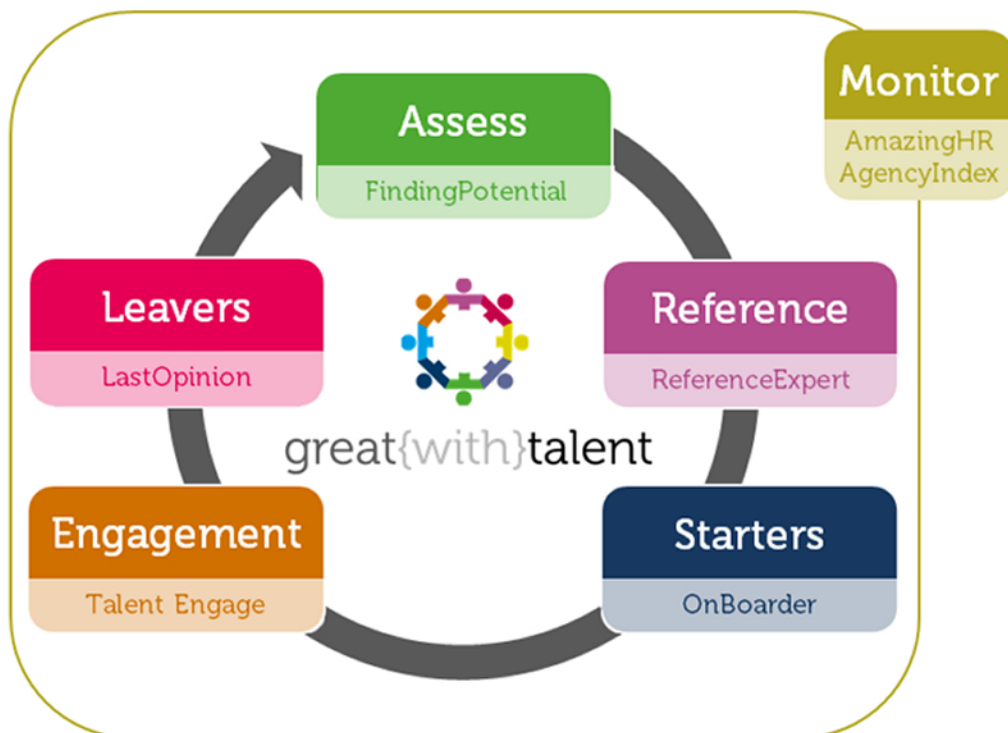 Monitor
AmazingHR
AgencyIndex
Assess
FindingPotential
Leavers
LastOpinion
Reference
ReferenceExpert
great{with}talent
Engagement
Talent Engage
Starters
OnBoarder